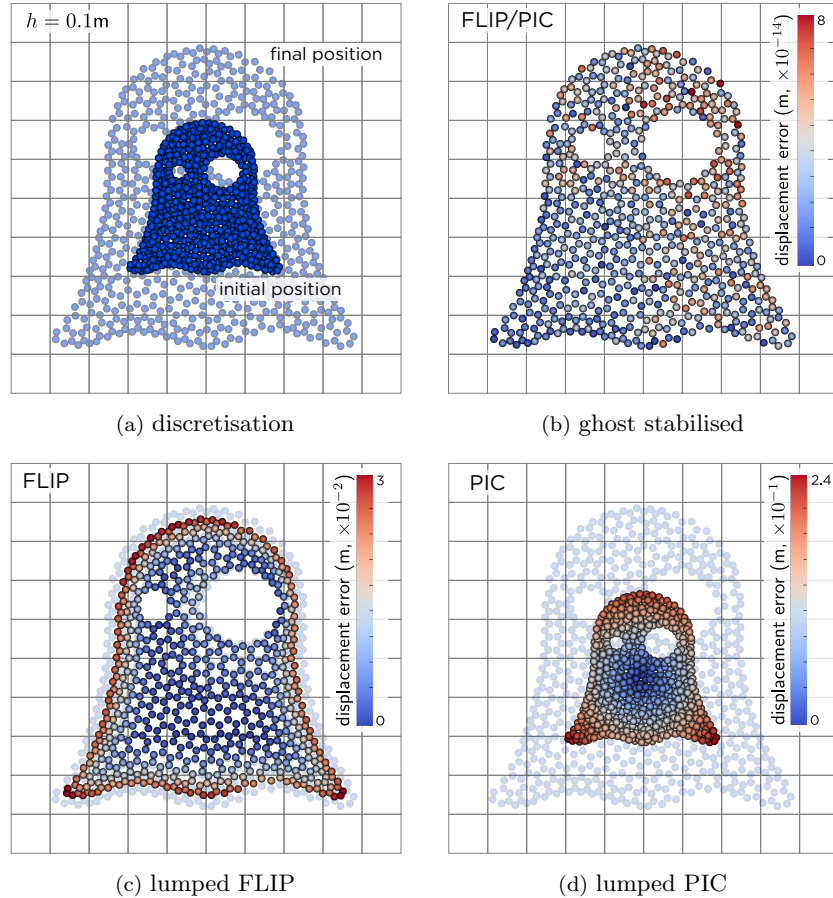 h = 0.1m
final position
initial position
(a) discretisation
FLIP/PIC
displacement error (m, ×10⁻¹⁴)
8
0
(b) ghost stabilised
FLIP
displacement error (m, ×10⁻²)
3
0
(c) lumped FLIP
PIC
displacement error (m, ×10⁻¹)
2.4
0
(d) lumped PIC